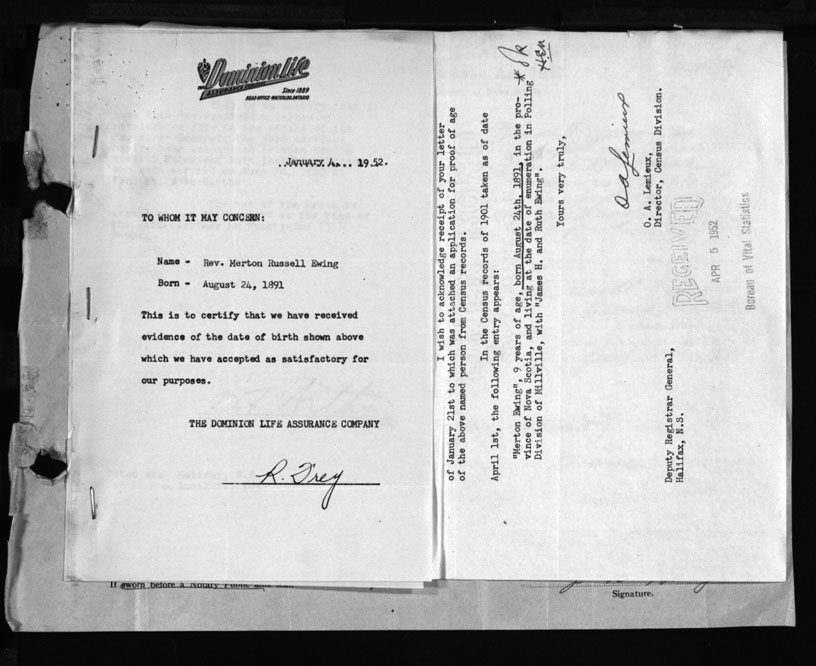 Dominion Life
ASSURANCE COMPANY
Since 1889
HEAD OFFICE-WATERLOO, ONTARIO
..January 4,... 1952.
TO WHOM IT MAY CONCERN:
Name - Rev. Merton Russell Ewing
Born - August 24, 1891
This is to certify that we have received
evidence of the date of birth shown above
which we have accepted as satisfactory for
our purposes.
THE DOMINION LIFE ASSURANCE COMPANY
R. Frey
I wish to acknowledge receipt of your letter
of January 21st to which was attached an application for proof of age
of the above named person from Census records.
In the Census records of 1901 taken as of date
April 1st, the following entry appears:
"Merton Ewing", 9 years of age, born August 24th, 1891, in the pro-
vince of Nova Scotia, and living at the date of enumeration in Polling
Division of Millville, with "James H. and Ruth Ewing".
Yours very truly,
O A Lemieux
O. A. Lemieux,
Director, Census Division.
RECEIVED
APR 5 1952
Bureau of Vital Statistics
Deputy Registrar General,
Halifax, N.S.
If sworn before a Notary Public
Signature.